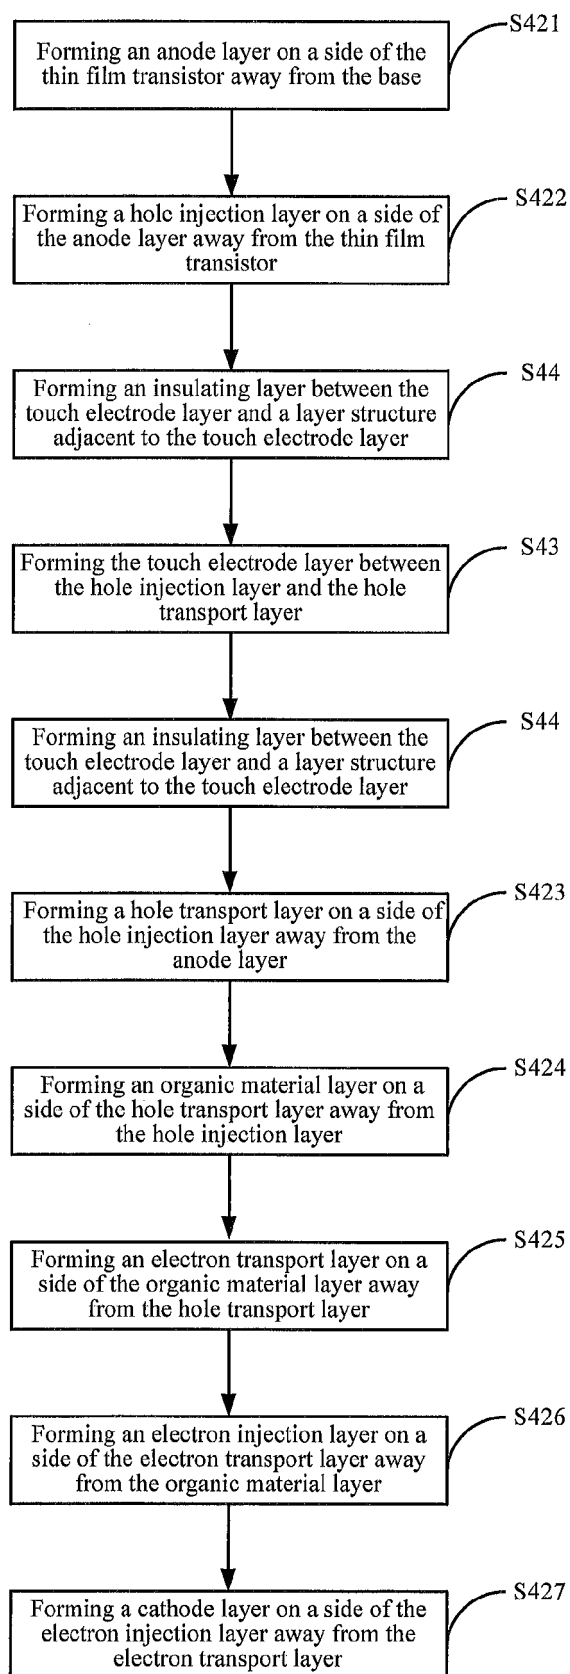 S421
Forming an anode layer on a side of the
thin film transistor away from the base
S422
Forming a hole injection layer on a side of
the anode layer away from the thin film
transistor
S44
Forming an insulating layer between the
touch electrode layer and a layer structure
adjacent to the touch electrode layer
S43
Forming the touch electrode layer between
the hole injection layer and the hole
transport layer
S44
Forming an insulating layer between the
touch electrode layer and a layer structure
adjacent to the touch electrode layer
S423
Forming a hole transport layer on a side of
the hole injection layer away from the
anode layer
S424
Forming an organic material layer on a
side of the hole transport layer away from
the hole injection layer
S425
Forming an electron transport layer on a
side of the organic material layer away
from the hole transport layer
S426
Forming an electron injection layer on a
side of the electron transport layer away
from the organic material layer
S427
Forming a cathode layer on a side of the
electron injection layer away from the
electron transport layer